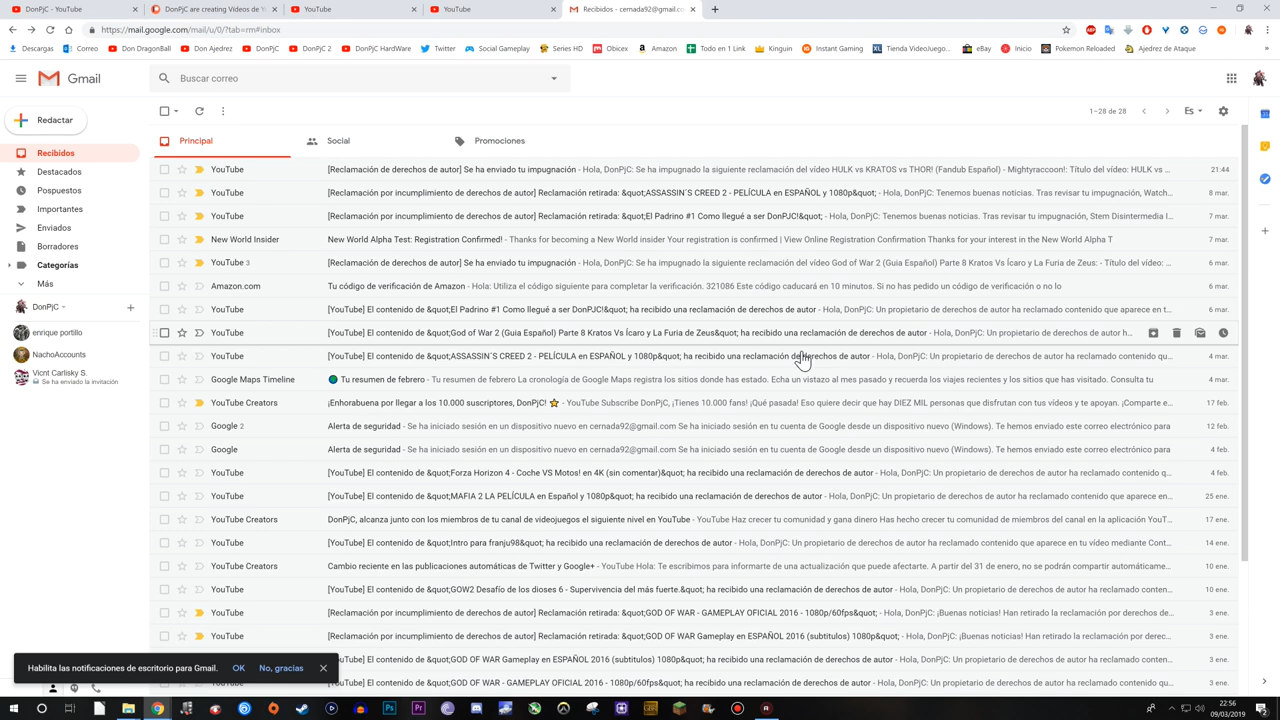 DonPjC - YouTube
DonPjC are creating Vídeos de Y
YouTube
YouTube
Recibidos - cernada92@gmail.co
https://mail.google.com/mail/u/0/?tab=rm#inbox
Descargas Correo Don DragonBall Don Ajedrez DonPjC DonPjC 2 DonPjC HardWare Twitter Social Gameplay Series HD Obicex Amazon Todo en 1 Link Kinguin Instant Gaming Tienda VideoJuego... eBay Inicio Pokemon Reloaded Ajedrez de Ataque »
Gmail
Buscar correo
Redactar
1–28 de 28
Es
Recibidos
Destacados
Pospuestos
Importantes
Enviados
Borradores
Categorías
Más
DonPjC
enrique portillo
NachoAccounts
Vicnt Carlisky S.
Se ha enviado la invitación
Principal
Social
Promociones
YouTube [Reclamación de derechos de autor] Se ha enviado tu impugnación - Hola, DonPjC: Se ha impugnado la siguiente reclamación del vídeo HULK vs KRATOS vs THOR! (Fandub Español) - Mightyraccoon!: Título del vídeo: HULK vs ... 21:44
YouTube [Reclamación por incumplimiento de derechos de autor] Reclamación retirada: &quot;ASSASSIN´S CREED 2 - PELÍCULA en ESPAÑOL y 1080p&quot; - Hola, DonPjC: Tenemos buenas noticias. Tras revisar tu impugnación, Watch... 8 mar.
YouTube [Reclamación por incumplimiento de derechos de autor] Reclamación retirada: &quot;El Padrino #1 Como llegué a ser DonPJC!&quot; - Hola, DonPjC: Tenemos buenas noticias. Tras revisar tu impugnación, Stem Disintermedia I... 7 mar.
New World Insider New World Alpha Test: Registration Confirmed! - Thanks for becoming a New World insider Your registration is confirmed | View Online Registration Confirmation Thanks for your interest in the New World Alpha T 7 mar.
YouTube 3 [Reclamación de derechos de autor] Se ha enviado tu impugnación - Hola, DonPjC: Se ha impugnado la siguiente reclamación del vídeo God of War 2 (Guia Español) Parte 8 Kratos Vs Ícaro y La Furia de Zeus: - Título del vídeo: ... 6 mar.
Amazon.com Tu código de verificación de Amazon - Hola: Utiliza el código siguiente para completar la verificación. 321086 Este código caducará en 10 minutos. Si no has pedido un código de verificación o no lo 6 mar.
YouTube [YouTube] El contenido de &quot;El Padrino #1 Como llegué a ser DonPJC!&quot; ha recibido una reclamación de derechos de autor - Hola, DonPjC: Un propietario de derechos de autor ha reclamado contenido que aparece en tu ... 6 mar.
YouTube [YouTube] El contenido de &quot;God of War 2 (Guia Español) Parte 8 Kratos Vs Ícaro y La Furia de Zeus&quot; ha recibido una reclamación de derechos de autor - Hola, DonPjC: Un propietario de derechos de autor h...
YouTube [YouTube] El contenido de &quot;ASSASSIN´S CREED 2 - PELÍCULA en ESPAÑOL y 1080p&quot; ha recibido una reclamación de derechos de autor - Hola, DonPjC: Un propietario de derechos de autor ha reclamado contenido qu... 4 mar.
Google Maps Timeline Tu resumen de febrero - Tu resumen de febrero La cronología de Google Maps registra los sitios donde has estado. Echa un vistazo al mes pasado y recuerda los viajes recientes y los sitios que has visitado. Consulta tu 4 mar.
YouTube Creators ¡Enhorabuena por llegar a los 10.000 suscriptores, DonPjC! - YouTube Subscribe DonPjC, ¡Tienes 10.000 fans! ¡Qué pasada! Eso quiere decir que hay DIEZ MIL personas que disfrutan con tus vídeos y te apoyan. ¡Comparte e... 17 feb.
Google 2 Alerta de seguridad - Se ha iniciado sesión en un dispositivo nuevo en cernada92@gmail.com Se ha iniciado sesión en tu cuenta de Google desde un dispositivo nuevo (Windows). Te hemos enviado este correo electrónico para 12 feb.
Google Alerta de seguridad - Se ha iniciado sesión en un dispositivo nuevo en cernada92@gmail.com Se ha iniciado sesión en tu cuenta de Google desde un dispositivo nuevo (Windows). Te hemos enviado este correo electrónico para 4 feb.
YouTube [YouTube] El contenido de &quot;Forza Horizont 4 - Coche VS Motos! en 4K (sin comentar)&quot; ha recibido una reclamación de derechos de autor - Hola, DonPjC: Un propietario de derechos de autor ha reclamado contenido q... 4 feb.
YouTube [YouTube] El contenido de &quot;MAFIA 2 LA PELÍCULA en Español y 1080p&quot; ha recibido una reclamación de derechos de autor - Hola, DonPjC: Un propietario de derechos de autor ha reclamado contenido que aparece en... 25 ene.
YouTube Creators DonPjC, alcanza junto con los miembros de tu canal de videojuegos el siguiente nivel en YouTube - YouTube Haz crecer tu comunidad y gana dinero Has hecho crecer tu comunidad de miembros del canal en la aplicación YouT... 17 ene.
YouTube [YouTube] El contenido de &quot;Intro para franju98&quot; ha recibido una reclamación de derechos de autor - Hola, DonPjC: Un propietario de derechos de autor ha reclamado contenido que aparece en tu vídeo mediante Cont... 14 ene.
YouTube Creators Cambio reciente en las publicaciones automáticas de Twitter y Google+ - YouTube Hola: Te escribimos para informarte de una actualización que puede afectarte. A partir del 31 de enero, no se podrán compartir automáticamente... 10 ene.
YouTube [YouTube] El contenido de &quot;GOW2 Desafío de los dioses 6 - Supervivencia del más fuerte.&quot; ha recibido una reclamación de derechos de autor - Hola, DonPjC: Un propietario de derechos de autor ha reclamado contenido... 10 ene.
YouTube [Reclamación por incumplimiento de derechos de autor] Reclamación retirada: &quot;GOD OF WAR - GAMEPLAY OFICIAL 2016 - 1080p/60fps&quot; - Hola, DonPjC: ¡Buenas noticias! Han retirado la reclamación de derechos de... 3 ene.
YouTube [Reclamación por incumplimiento de derechos de autor] Reclamación retirada: &quot;GOD OF WAR Gameplay en ESPAÑOL 2016 (subtitulos) 1080p/60fps&quot; - Hola, DonPjC: ¡Buenas noticias! Han retirado la reclamación de derec... 3 ene.
YouTube] El contenido de &quot;GOD OF WAR Gameplay en ESPAÑOL 2016 (subtitulos) 1080p/60fps&quot; ha recibido una reclamación de derechos de autor - Hola, DonPjC: Un propietario de derechos de autor ha reclamado cont... 3 ene.
YouTube] El contenido de &quot;GOD OF WAR - GAMEPLAY OFICIAL 2016 - 1080p/60fps&quot; ha recibido una reclamación de derechos de autor - Hola, DonPjC: Un propietario de derechos de autor ha reclamado contenido que ap... 3 ene.
Habilita las notificaciones de escritorio para Gmail. OK No, gracias
22:56
09/03/2019